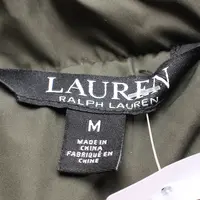 LAUREN
RALPH LAUREN
M
MADE IN
CHINA
FABRIQUÉ EN
CHINE